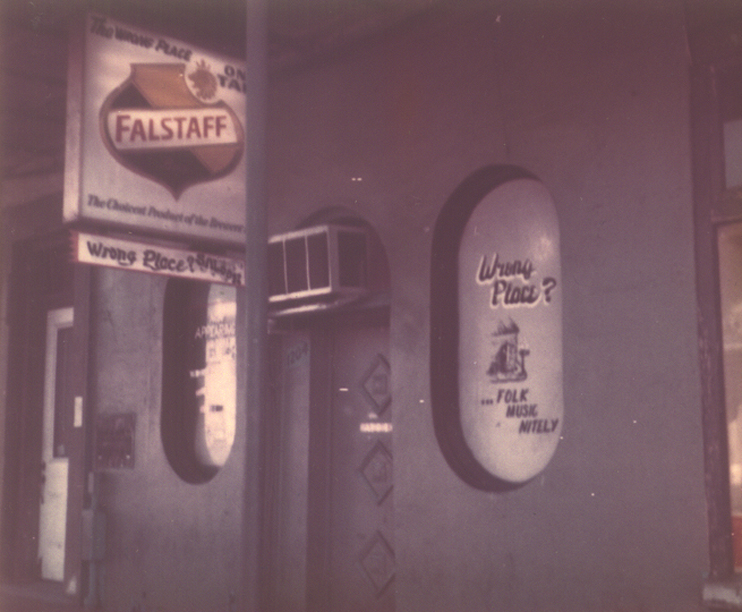 The Wrong Place
ON
TAP
FALSTAFF
The Choicest Product of the Brewers
Wrong Place?
APPEARING
Wrong
Place?
...FOLK
MUSIC
NITELY